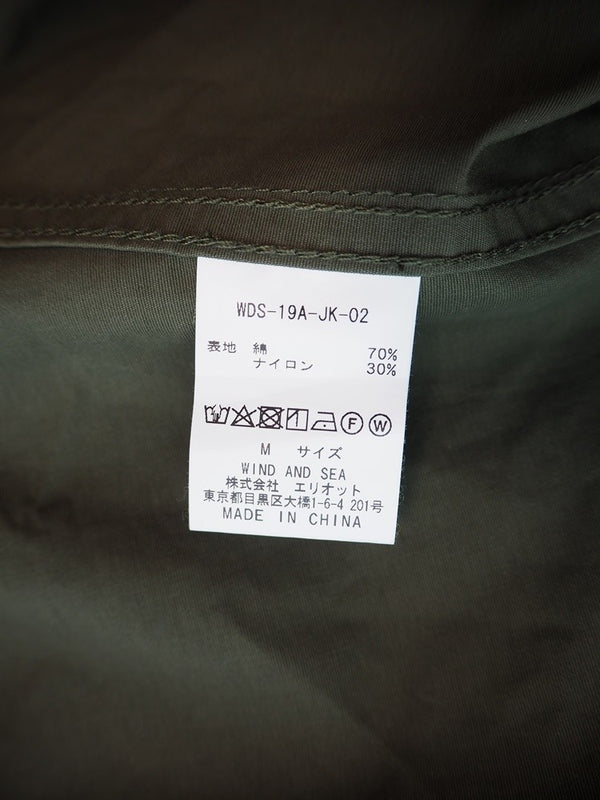 WDS-19A-JK-02
表地 綿 70%
ナイロン 30%
F W
M サイズ
WIND AND SEA
株式会社 エリオット
東京都目黒区大橋1-6-4 201号
MADE IN CHINA